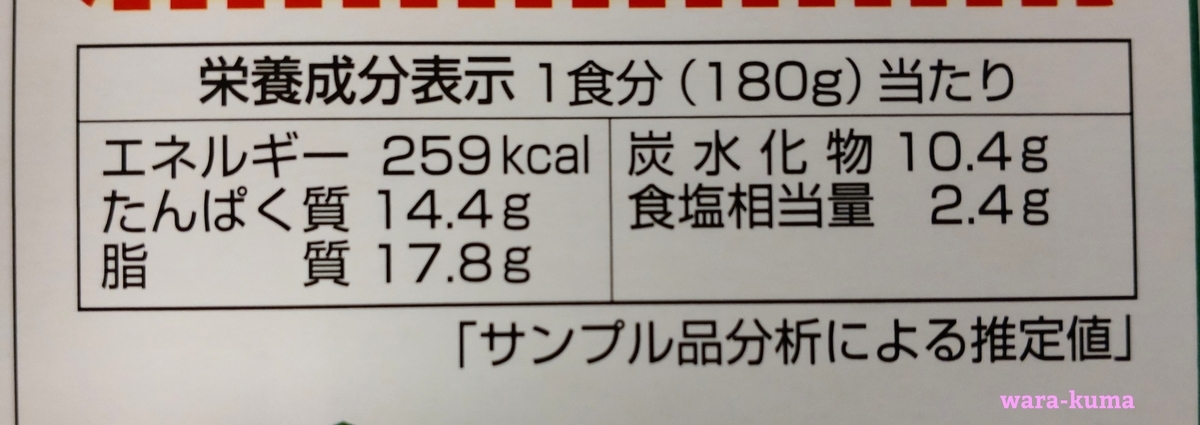 栄養成分表示 1食分(180g)当たり
エネルギー 259kcal
たんぱく質 14.4g
脂質 17.8g
炭水化物 10.4g
食塩相当量 2.4g
「サンプル品分析による推定値」
wara-kuma